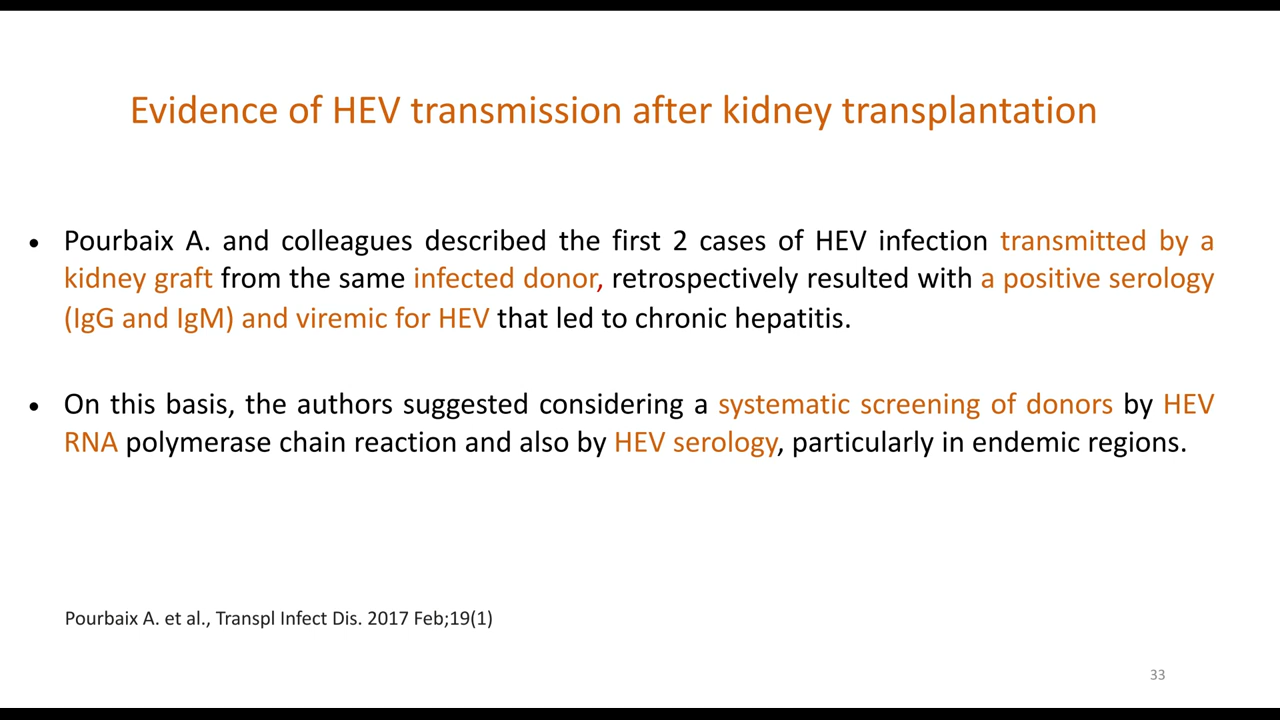 Evidence of HEV transmission after kidney transplantation
• Pourbaix A. and colleagues described the first 2 cases of HEV infection transmitted by a
kidney graft from the same infected donor, retrospectively resulted with a positive serology
(IgG and IgM) and viremic for HEV that led to chronic hepatitis.
• On this basis, the authors suggested considering a systematic screening of donors by HEV
RNA polymerase chain reaction and also by HEV serology, particularly in endemic regions.
Pourbaix A. et al., Transpl Infect Dis. 2017 Feb;19(1)
33